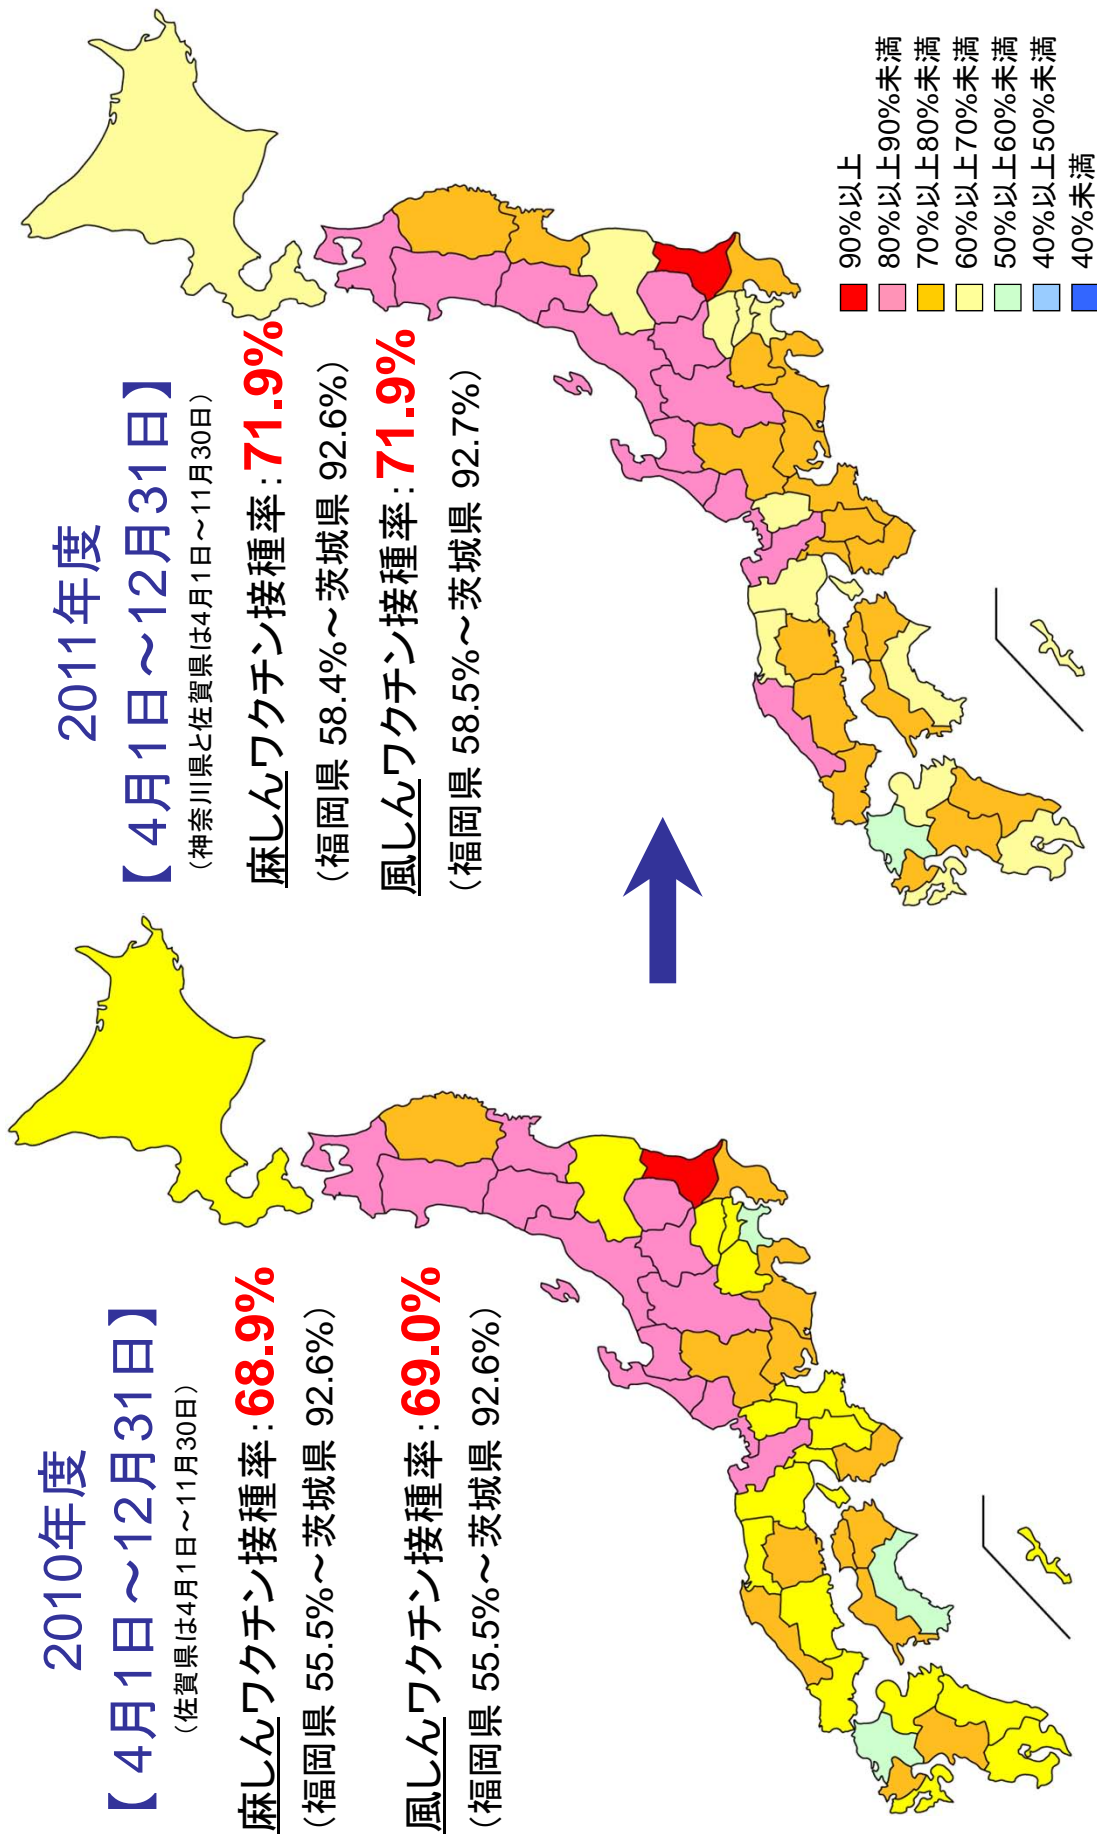 2010年度
【 4月1日～12月31日】
（佐賀県は4月1日～11月30日）
麻しんワクチン接種率：68.9%
（福岡県 55.5%～茨城県 92.6%）
風しんワクチン接種率：69.0%
（福岡県 55.5%～茨城県 92.6%）
2011年度
【 4月1日～12月31日】
（神奈川県と佐賀県は4月1日～11月30日）
麻しんワクチン接種率：71.9%
（福岡県 58.4%～茨城県 92.6%）
風しんワクチン接種率：71.9%
（福岡県 58.5%～茨城県 92.7%）
90%以上
80%以上90%未満
70%以上80%未満
60%以上70%未満
50%以上60%未満
40%以上50%未満
40%未満